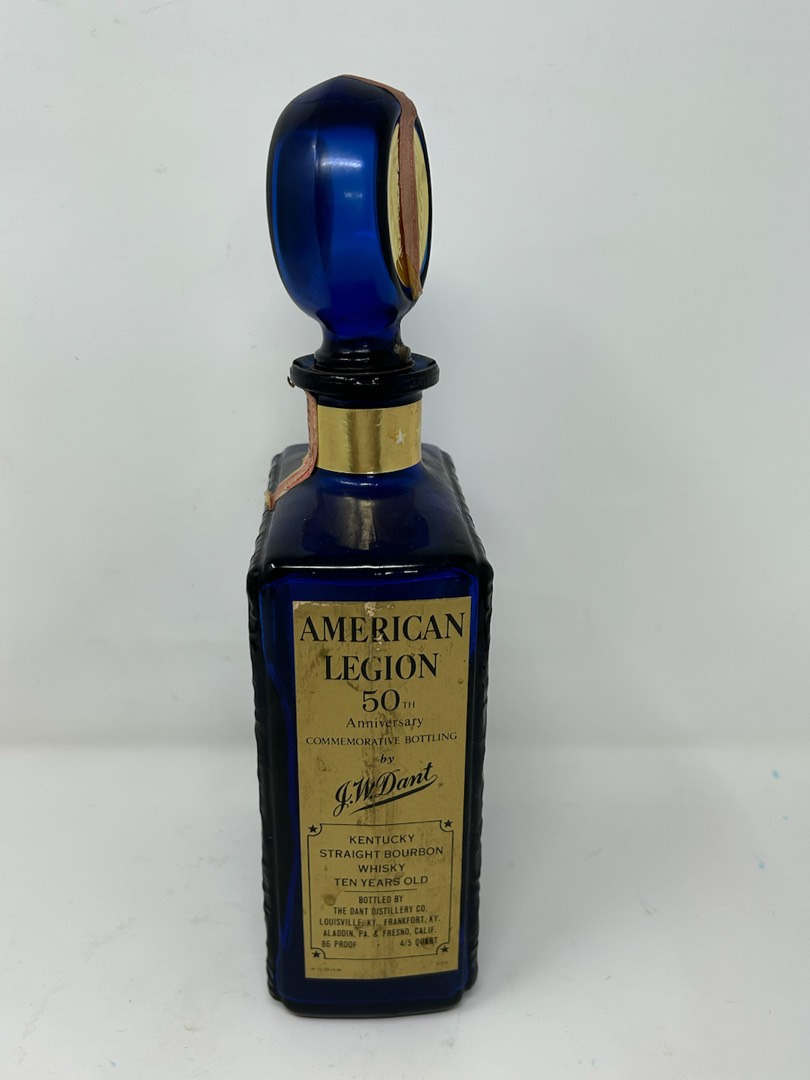 AMERICAN
LEGION
50TH
Anniversary
COMMEMORATIVE BOTTLING
by
J.W. Dant ®
KENTUCKY
STRAIGHT BOURBON
WHISKY
TEN YEARS OLD
BOTTLED BY
THE DANT DISTILLERY CO.
LOUISVILLE, KY. FRANKFORT, KY.
ALADDIN, PA. & FRESNO, CALIF.
86 PROOF - 4/5 QUART